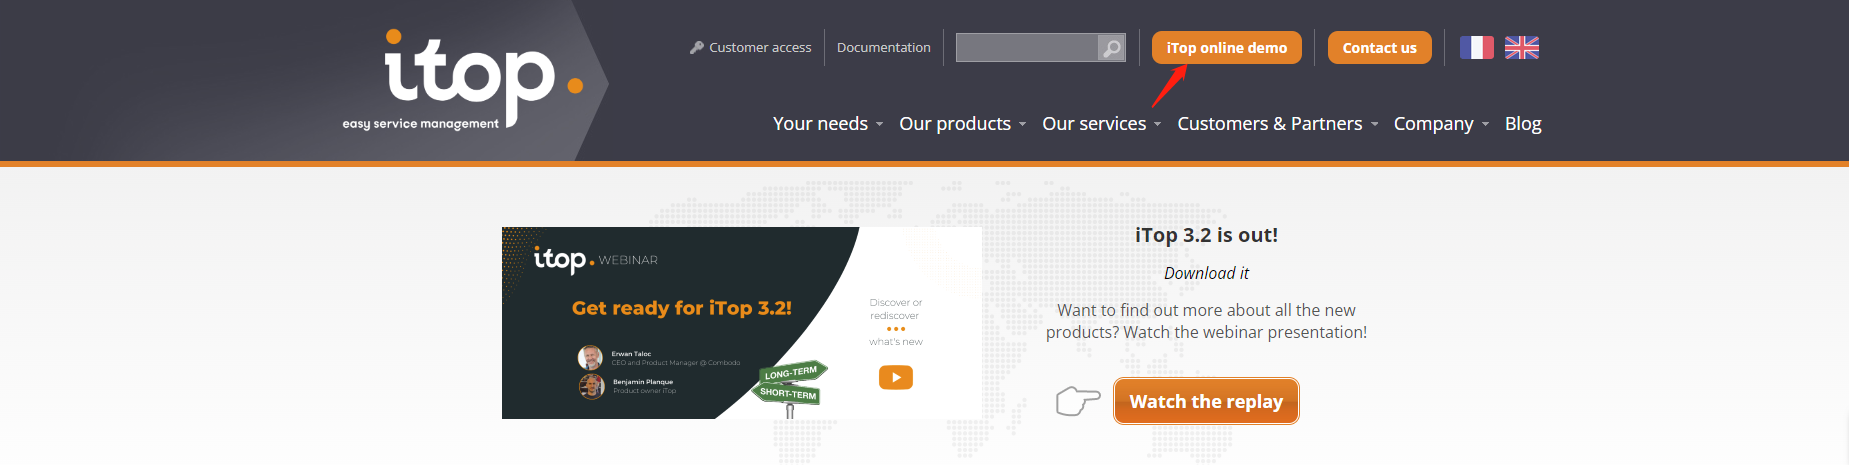 itop.
easy service management
Customer access
Documentation
iTop online demo
Contact us
Your needs
Our products
Our services
Customers & Partners
Company
Blog
itop. WEBINAR
Get ready for iTop 3.2!
Erwan Taloc
CEO and Product Manager @ Combodo
Benjamin Planque
Product owner iTop
LONG-TERM
SHORT-TERM
Discover or
rediscover
what's new
iTop 3.2 is out!
Download it
Want to find out more about all the new
products? Watch the webinar presentation!
Watch the replay